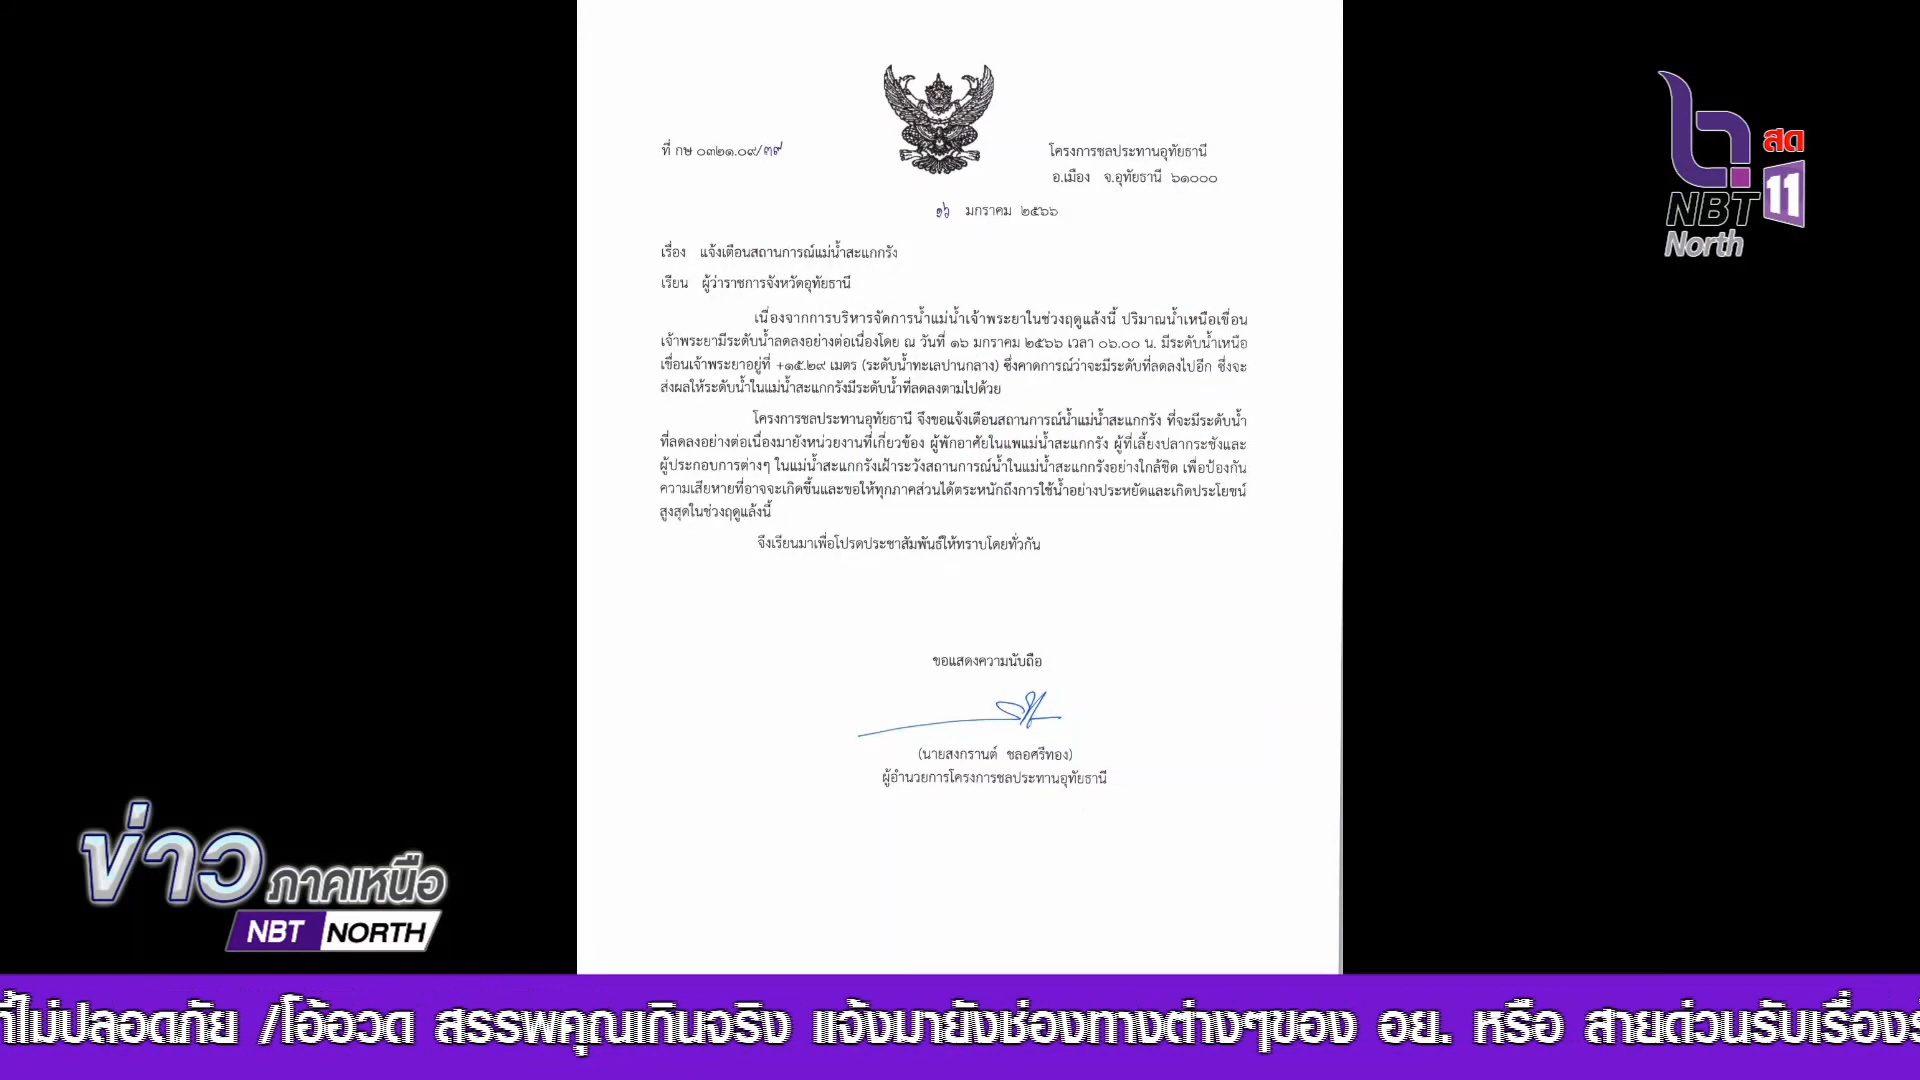 ที่ กษ ๐๓๒๑.๐๙/๓๙
โครงการชลประทานอุทัยธานี
อ.เมือง จ.อุทัยธานี ๖๑๐๐๐
๑๖ มกราคม ๒๕๖๖
เรื่อง แจ้งเตือนสถานการณ์แม่น้ำสะแกกรัง
เรียน ผู้ว่าราชการจังหวัดอุทัยธานี
เนื่องจากการบริหารจัดการน้ำแม่น้ำเจ้าพระยาในช่วงฤดูแล้งนี้ ปริมาณน้ำเหนือเขื่อน
เจ้าพระยามีระดับน้ำลดลงอย่างต่อเนื่องโดย ณ วันที่ ๑๖ มกราคม ๒๕๖๖ เวลา ๐๖.๐๐ น. มีระดับน้ำเหนือ
เขื่อนเจ้าพระยาอยู่ที่ +๑๕.๒๙ เมตร (ระดับน้ำทะเลปานกลาง) ซึ่งคาดการณ์ว่าจะมีระดับที่ลดลงไปอีก ซึ่งจะ
ส่งผลให้ระดับน้ำในแม่น้ำสะแกกรังมีระดับน้ำที่ลดลงตามไปด้วย
โครงการชลประทานอุทัยธานี จึงขอแจ้งเตือนสถานการณ์น้ำแม่น้ำสะแกกรัง ที่จะมีระดับน้ำ
ที่ลดลงอย่างต่อเนื่องมายังหน่วยงานที่เกี่ยวข้อง ผู้พักอาศัยในแพแม่น้ำสะแกกรัง ผู้ที่เลี้ยงปลากระชังและ
ผู้ประกอบการต่างๆ ในแม่น้ำสะแกกรังเฝ้าระวังสถานการณ์น้ำในแม่น้ำสะแกกรังอย่างใกล้ชิด เพื่อป้องกัน
ความเสียหายที่อาจจะเกิดขึ้นและขอให้ทุกภาคส่วนได้ตระหนักถึงการใช้น้ำอย่างประหยัดและเกิดประโยชน์
สูงสุดในช่วงฤดูแล้งนี้
จึงเรียนมาเพื่อโปรดประชาสัมพันธ์ให้ทราบโดยทั่วกัน
ขอแสดงความนับถือ
(นายสงกรานต์ ชลอศรีทอง)
ผู้อำนวยการโครงการชลประทานอุทัยธานี
สด
11
NBT
North
ข่าว ภาคเหนือ
NBT NORTH
ที่ไม่ปลอดภัย /โอ้อวด สรรพคุณเกินจริง แจ้งมายังช่องทางต่างๆของ อย. หรือ สายด่วนรับเรื่อง